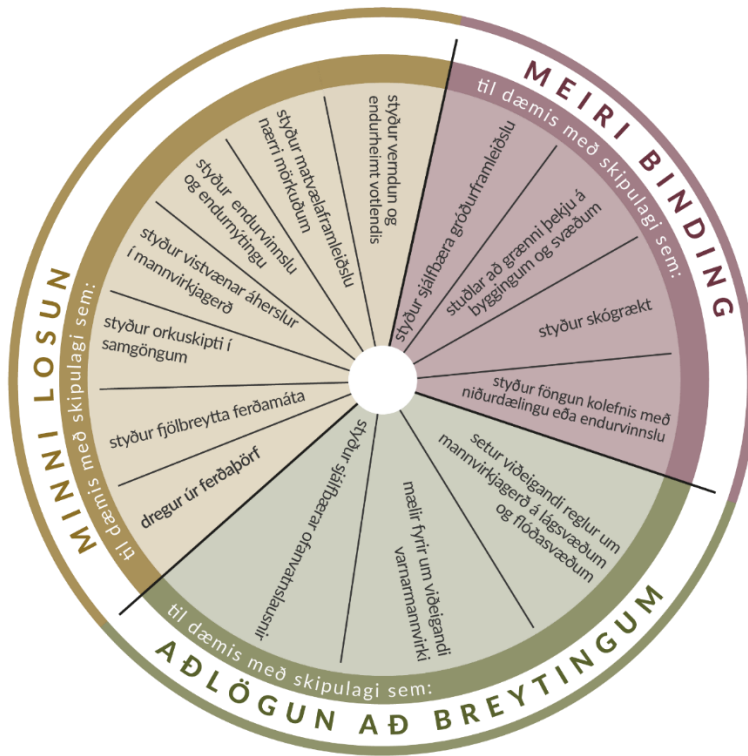 MINNI LOSUN
til dæmis með skipulagi sem:
dregur úr ferðaþörf
styður fjölbreytta ferðamáta
styður orkuskipti í
samgöngum
styður vistvænar áherslur
í mannvirkjagerð
styður endurvinnslu
og endurnýtingu
styður matvælaframleiðslu
nærri mörkuðum
styður verndun og
endurheimt votlendis
MEIRI BINDING
til dæmis með skipulagi sem:
styður sjálfbæra gróðurframleiðslu
stuðlar að grænni þekju á
byggingum og svæðum
styður skógrækt
styður föngun kolefnis með
niðurdælingu eða endurvinnslu
AÐLÖGUN AÐ BREYTINGUM
til dæmis með skipulagi sem:
styður sjálfbærar ofanvatnslausnir
mælir fyrir um viðeigandi
varnarmannvirki
setur viðeigandi reglur um
mannvirkjagerð á lágsvæðum
og flóðasvæðum